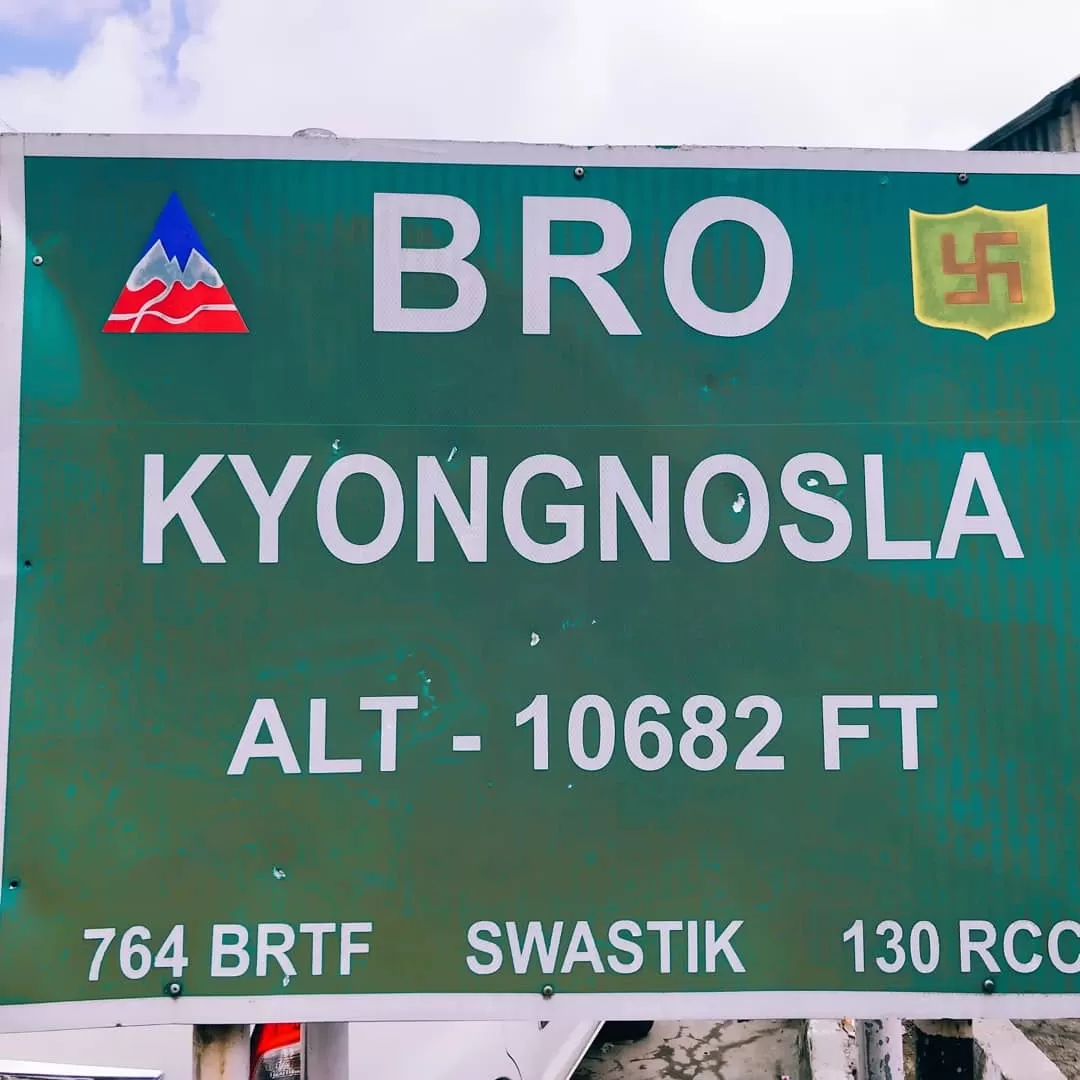 BRO
KYONGNOSLA
ALT - 10682 FT
764 BRTF SWASTIK 130 RCC